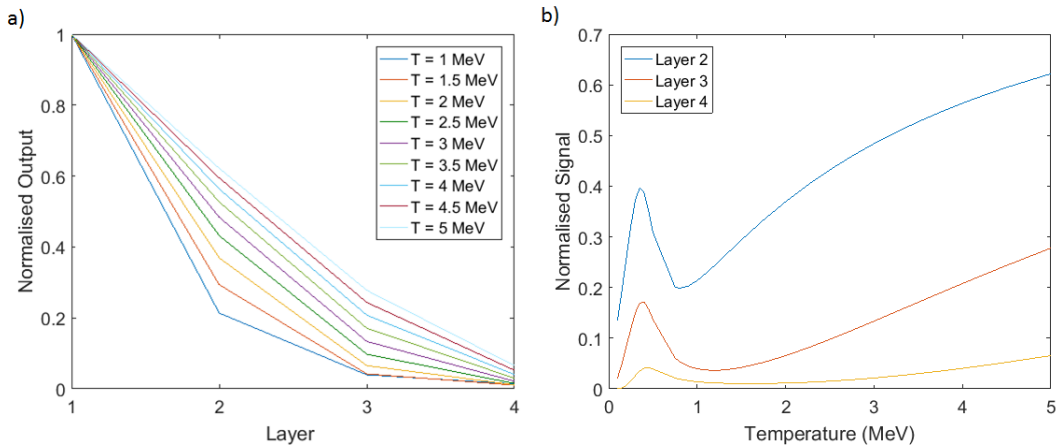 a)
Normalised Output
1
0.8
0.6
0.4
0.2
0
1
2
3
4
Layer
T = 1 MeV
T = 1.5 MeV
T = 2 MeV
T = 2.5 MeV
T = 3 MeV
T = 3.5 MeV
T = 4 MeV
T = 4.5 MeV
T = 5 MeV
b)
Normalised Signal
0.7
0.6
0.5
0.4
0.3
0.2
0.1
0
0
1
2
3
4
5
Temperature (MeV)
Layer 2
Layer 3
Layer 4